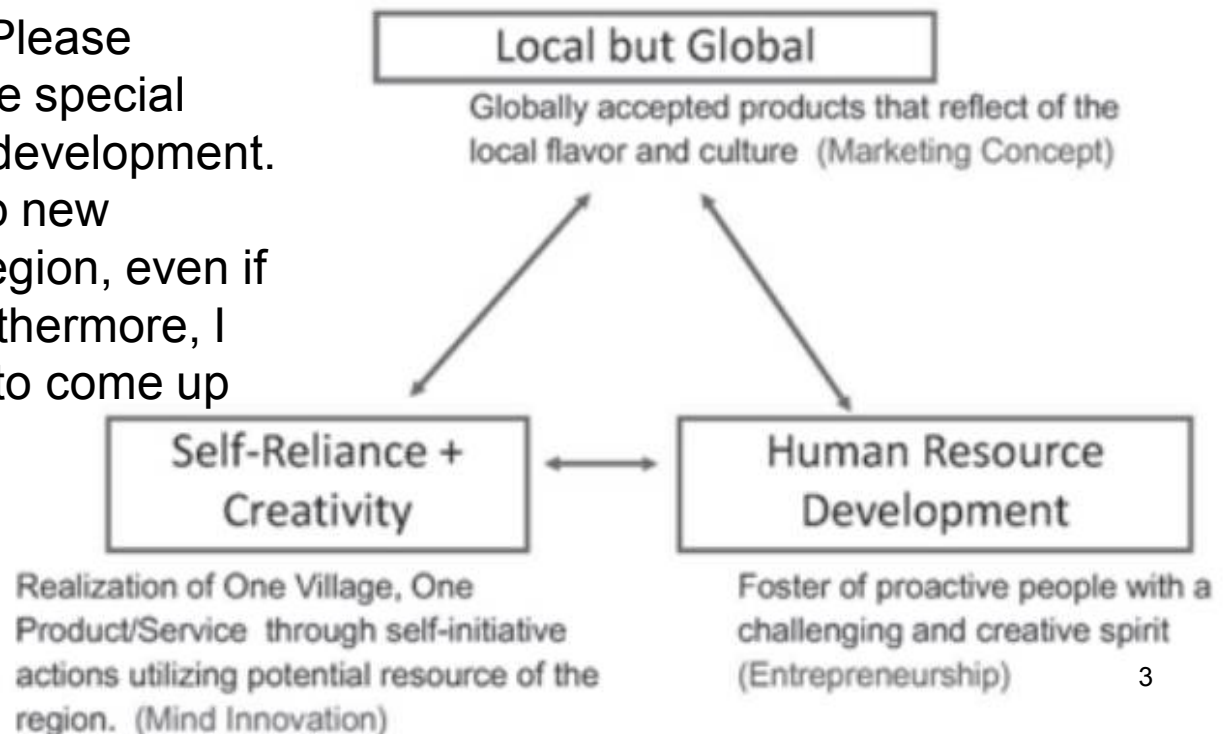 Please
e special
development.
o new
egion, even if
thermore, I
to come up
Local but Global
Globally accepted products that reflect of the
local flavor and culture (Marketing Concept)
Self-Reliance +
Creativity
Realization of One Village, One
Product/Service through self-initiative
actions utilizing potential resource of the
region. (Mind Innovation)
Human Resource
Development
Foster of proactive people with a
challenging and creative spirit
(Entrepreneurship)
3